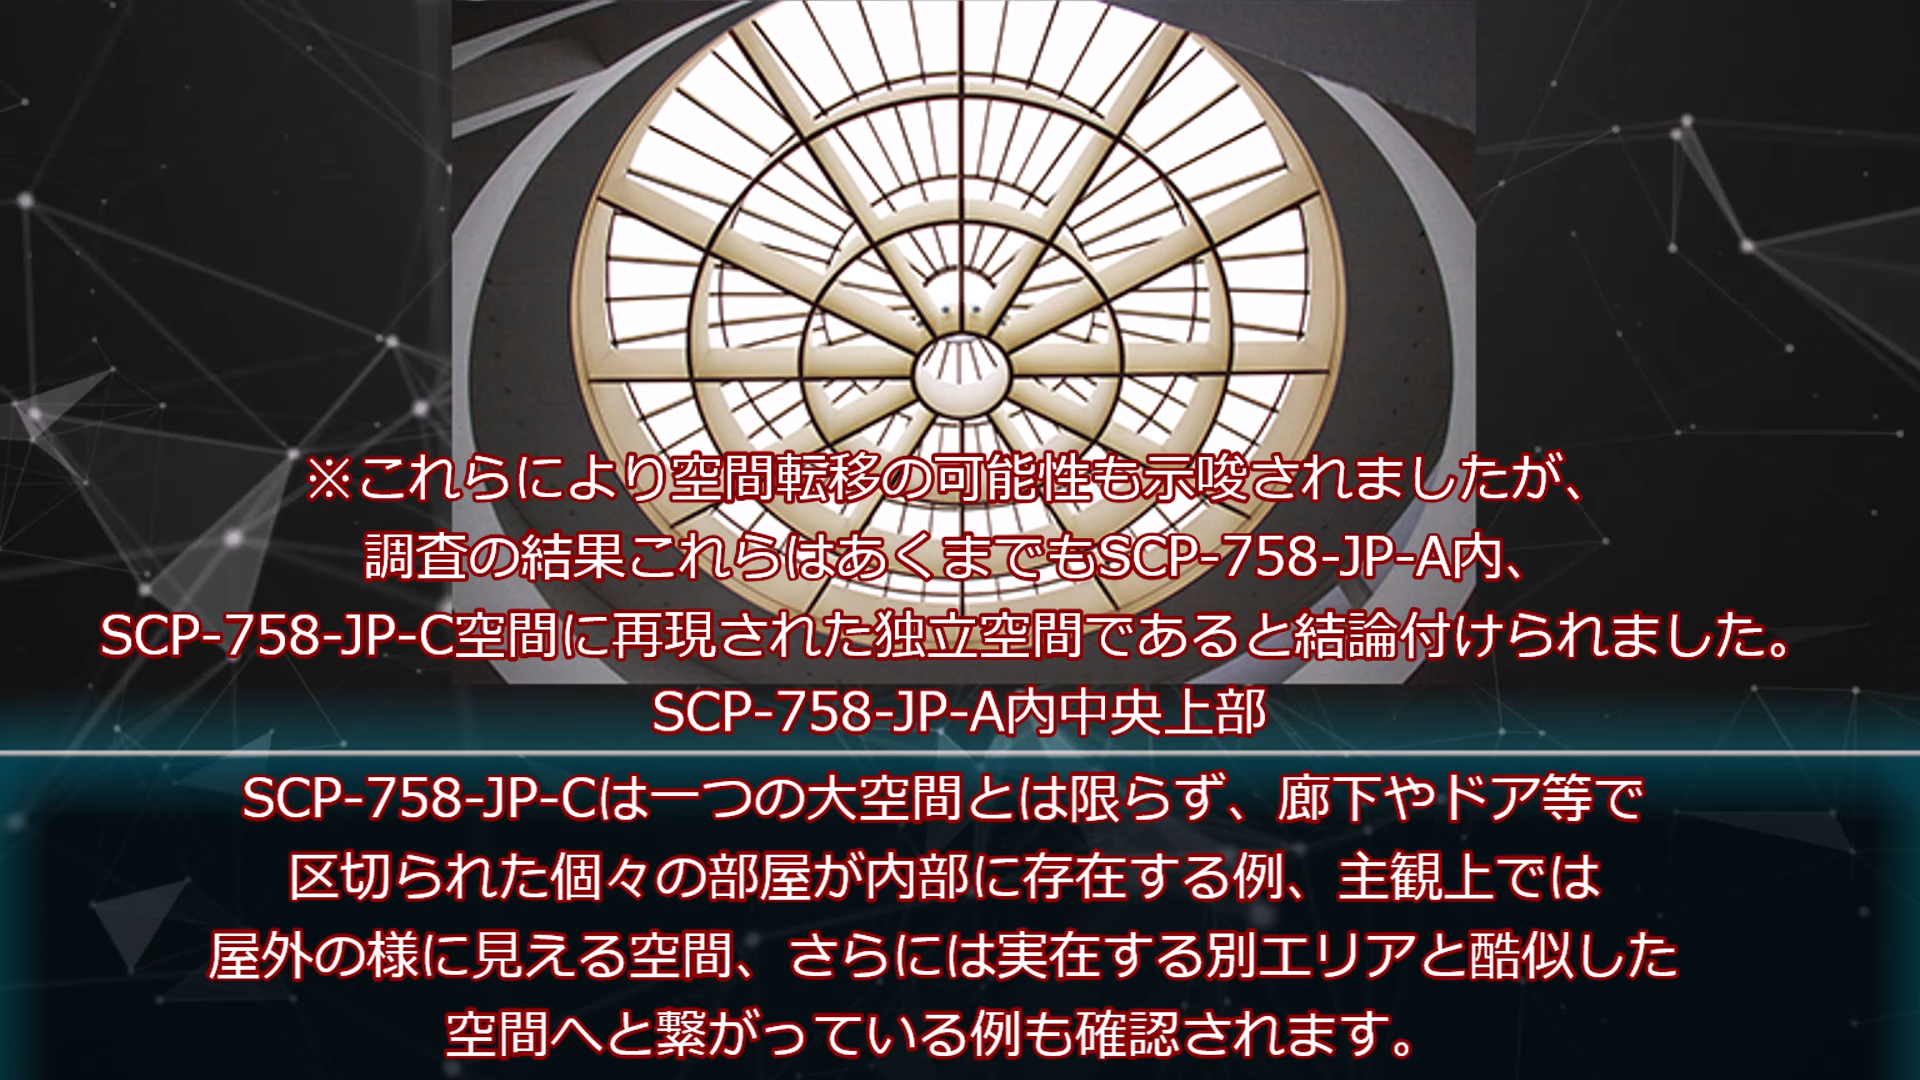 ※これらにより空間転移の可能性も示唆されましたが、
調査の結果これらはあくまでもSCP-758-JP-A内、
SCP-758-JP-C空間に再現された独立空間であると結論付けられました。
SCP-758-JP-A内中央上部
SCP-758-JP-Cは一つの大空間とは限らず、廊下やドア等で
区切られた個々の部屋が内部に存在する例、主観上では
屋外の様に見える空間、さらには実在する別エリアと酷似した
空間へと繋がっている例も確認されます。